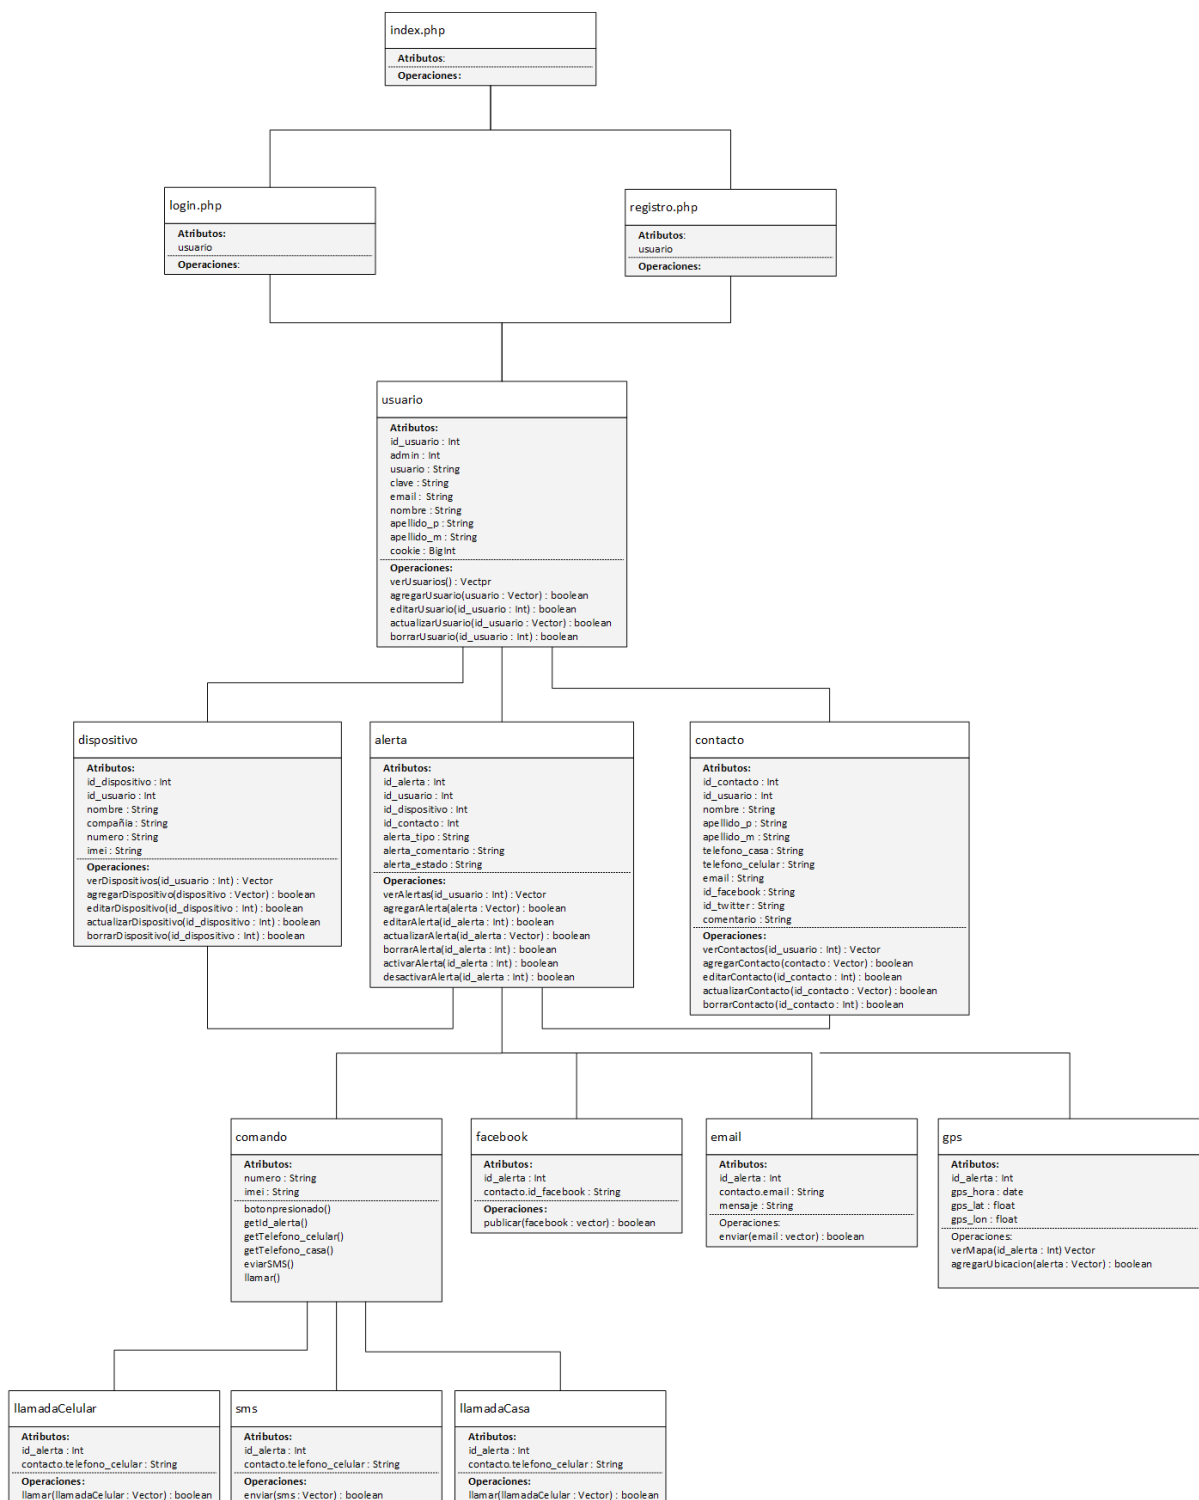 index.php
Atributos:
Operaciones:
login.php
Atributos:
usuario
Operaciones:
registro.php
Atributos:
usuario
Operaciones:
usuario
Atributos:
id_usuario : Int
admin : Int
usuario : String
clave : String
email :  String
nombre : String
apellido_p : String
apellido_m : String
cookie : BigInt
Operaciones:
verUsuarios() : Vectpr
agregarUsuario(usuario : Vector) : boolean
editarUsuario(id_usuario : Int) : boolean
actualizarUsuario(id_usuario : Vector) : boolean
borrarUsuario(id_usuario : Int) : boolean
dispositivo
Atributos:
id_dispositivo : Int
id_usuario : Int
nombre : String
compañia : String
numero : String
imei : String
Operaciones:
verDispositivos(id_usuario : Int) : Vector
agregarDispositivo(dispositivo : Vector) : boolean
editarDispositivo(id_dispositivo : Int) : boolean
actualizarDispositivo(id_dispositivo : Int) : boolean
borrarDispositivo(id_dispositivo : Int) : boolean
alerta
Atributos:
id_alerta : Int
id_usuario : Int
id_dispositivo : Int
id_contacto : Int
alerta_tipo : String
alerta_comentario : String
alerta_estado : String
Operaciones:
verAlertas(id_usuario : Int) : Vector
agregarAlerta(alerta : Vector) : boolean
editarAlerta(id_alerta : Int) : boolean
actualizarAlerta(id_alerta : Vector) : boolean
borrarAlerta(id_alerta : Int) : boolean
activarAlerta(id_alerta : Int) : boolean
desactivarAlerta(id_alerta : Int) : boolean
contacto
Atributos:
id_contacto : Int
id_usuario : Int
nombre : String
apellido_p : String
apellido_m : String
telefono_casa : String
telefono_celular : String
email : String
id_facebook : String
id_twitter : String
comentario : String
Operaciones:
verContactos(id_usuario : Int) : Vector
agregarContacto(contacto : Vector) : boolean
editarContacto(id_contacto : Int) : boolean
actualizarContacto(id_contacto : Vector) : boolean
borrarContacto(id_contacto : Int) : boolean
comando
Atributos:
numero : String
imei : String
botonpresionado()
getId_alerta()
getTelefono_celular()
getTelefono_casa()
eviarSMS()
llamar()
facebook
Atributos:
id_alerta : Int
contacto.id_facebook : String
Operaciones:
publicar(facebook : vector) : boolean
email
Atributos:
id_alerta : Int
contacto.email : String
mensaje : String
Operaciones:
enviar(email : vector) : boolean
gps
Atributos:
id_alerta : Int
gps_hora : date
gps_lat : float
gps_lon : float
Operaciones:
verMapa(id_alerta : Int) Vector
agregarUbicacion(alerta : Vector) : boolean
llamadaCelular
Atributos:
id_alerta : Int
contacto.telefono_celular : String
Operaciones:
llamar(llamadaCelular : Vector) : boolean
sms
Atributos:
id_alerta : Int
contacto.telefono_celular : String
Operaciones:
enviar(sms : Vector) : boolean
llamadaCasa
Atributos:
id_alerta : Int
contacto.telefono_celular : String
Operaciones:
llamar(llamadaCelular : Vector) : boolean